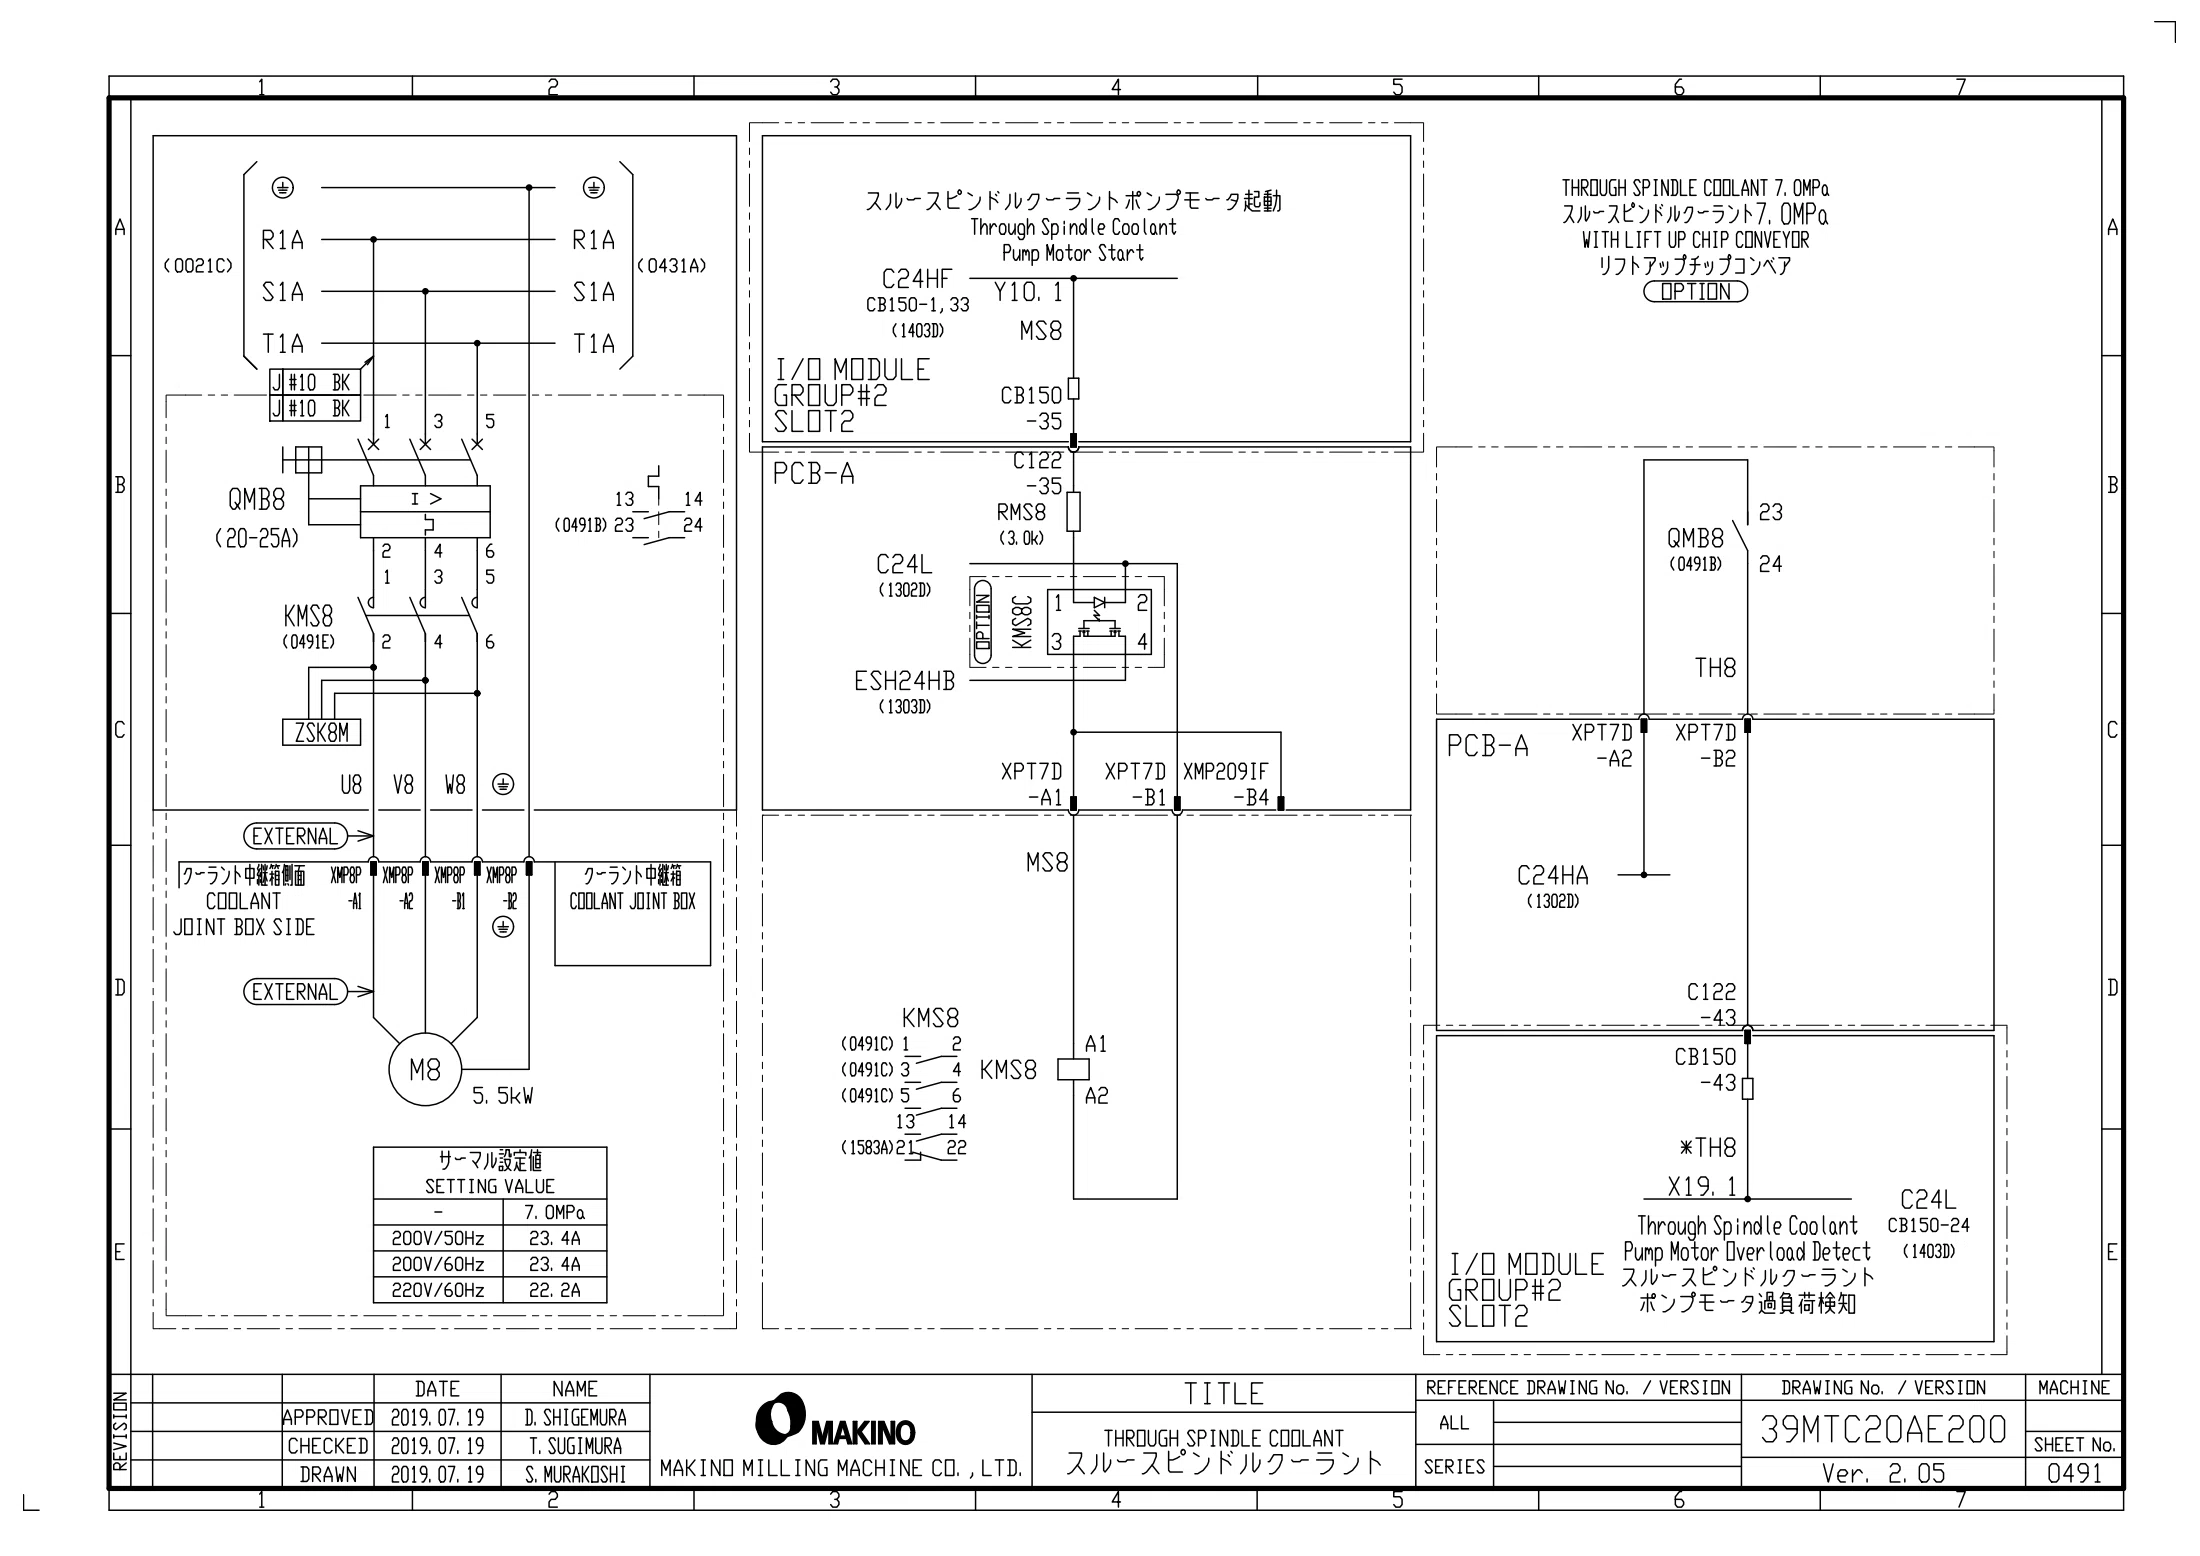 1 2 3 4 5 6 7
A
B
C
D
E
R1A R1A
(0021C) (0431A)
S1A S1A
T1A T1A
J #10 BK
J #10 BK
1 3 5
QMB8
(20-25A)
I >
13 14
(0491B) 23 24
2 4 6
1 3 5
KMS8
(0491E)
2 4 6
ZSK8M
U8 V8 W8
EXTERNAL
クーラント中継箱側面
COOLANT
JOINT BOX SIDE
XMP8P XMP8P XMP8P XMP8P
-A1 -A2 -B1 -B2
クーラント中継箱
COOLANT JOINT BOX
EXTERNAL
M8
5.5kW
サーマル設定値
SETTING VALUE
- 7.0MPa
200V/50Hz 23.4A
200V/60Hz 23.4A
220V/60Hz 22.2A
スルースピンドルクーラントポンプモータ起動
Through Spindle Coolant
Pump Motor Start
C24HF
CB150-1,33
(1403D)
Y10.1
MS8
I/O MODULE
GROUP#2
SLOT2
CB150
-35
PCB-A
C122
-35
RMS8
(3.0k)
C24L
(1302D)
OPTION
KMS8C
1 2
3 4
ESH24HB
(1303D)
XPT7D XPT7D XMP209IF
-A1 -B1 -B4
MS8
KMS8
(0491C) 1 2
(0491C) 3 4
(0491C) 5 6
13 14
(1583A) 21 22
KMS8
A1
A2
THROUGH SPINDLE COOLANT 7.0MPa
スルースピンドルクーラント7.0MPa
WITH LIFT UP CHIP CONVEYOR
リフトアップチップコンベア
OPTION
QMB8
(0491B)
23
24
TH8
PCB-A
XPT7D XPT7D
-A2 -B2
C24HA
(1302D)
C122
-43
CB150
-43
*TH8
X19.1
C24L
CB150-24
(1403D)
Through Spindle Coolant
Pump Motor Overload Detect
スルースピンドルクーラント
ポンプモータ過負荷検知
I/O MODULE
GROUP#2
SLOT2
A
B
C
D
E
REVISION
DATE NAME
APPROVED 2019.07.19 D.SHIGEMURA
CHECKED 2019.07.19 T.SUGIMURA
DRAWN 2019.07.19 S.MURAKOSHI
MAKINO
MAKINO MILLING MACHINE CO.,LTD.
TITLE
THROUGH SPINDLE COOLANT
スルースピンドルクーラント
REFERENCE DRAWING No. / VERSION
ALL
SERIES
DRAWING No. / VERSION
39MTC20AE200
Ver. 2.05
MACHINE
SHEET No.
0491
1 2 3 4 5 6 7